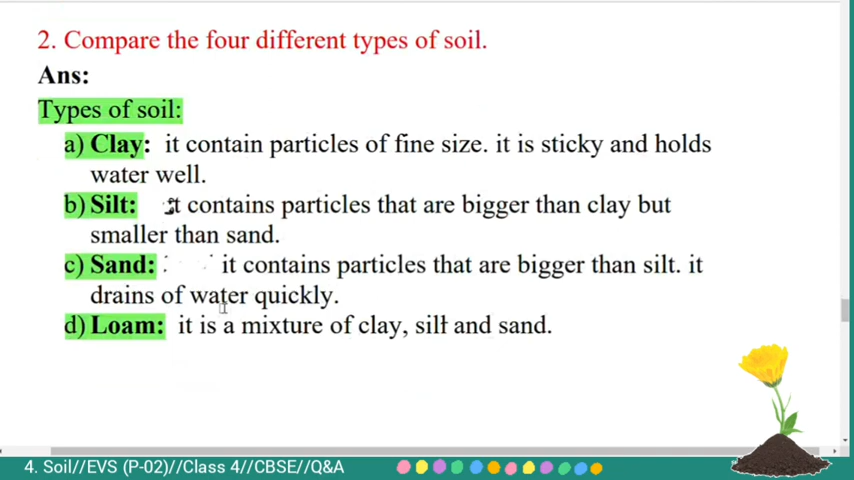 2. Compare the four different types of soil.
Ans:
Types of soil:
a) Clay: it contain particles of fine size. it is sticky and holds
water well.
b) Silt: it contains particles that are bigger than clay but
smaller than sand.
c) Sand: it contains particles that are bigger than silt. it
drains of water quickly.
d) Loam: it is a mixture of clay, silt and sand.
4. Soil//EVS (P-02)//Class 4//CBSE//Q&A